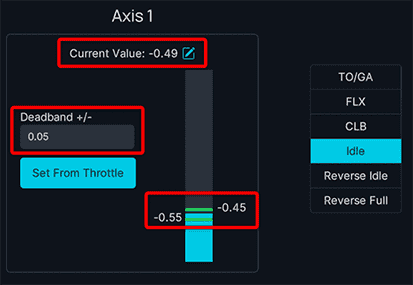 Axis 1
Current Value: -0.49
Deadband +/-
0.05
Set From Throttle
-0.45
-0.55
TO/GA
FLX
CLB
Idle
Reverse Idle
Reverse Full